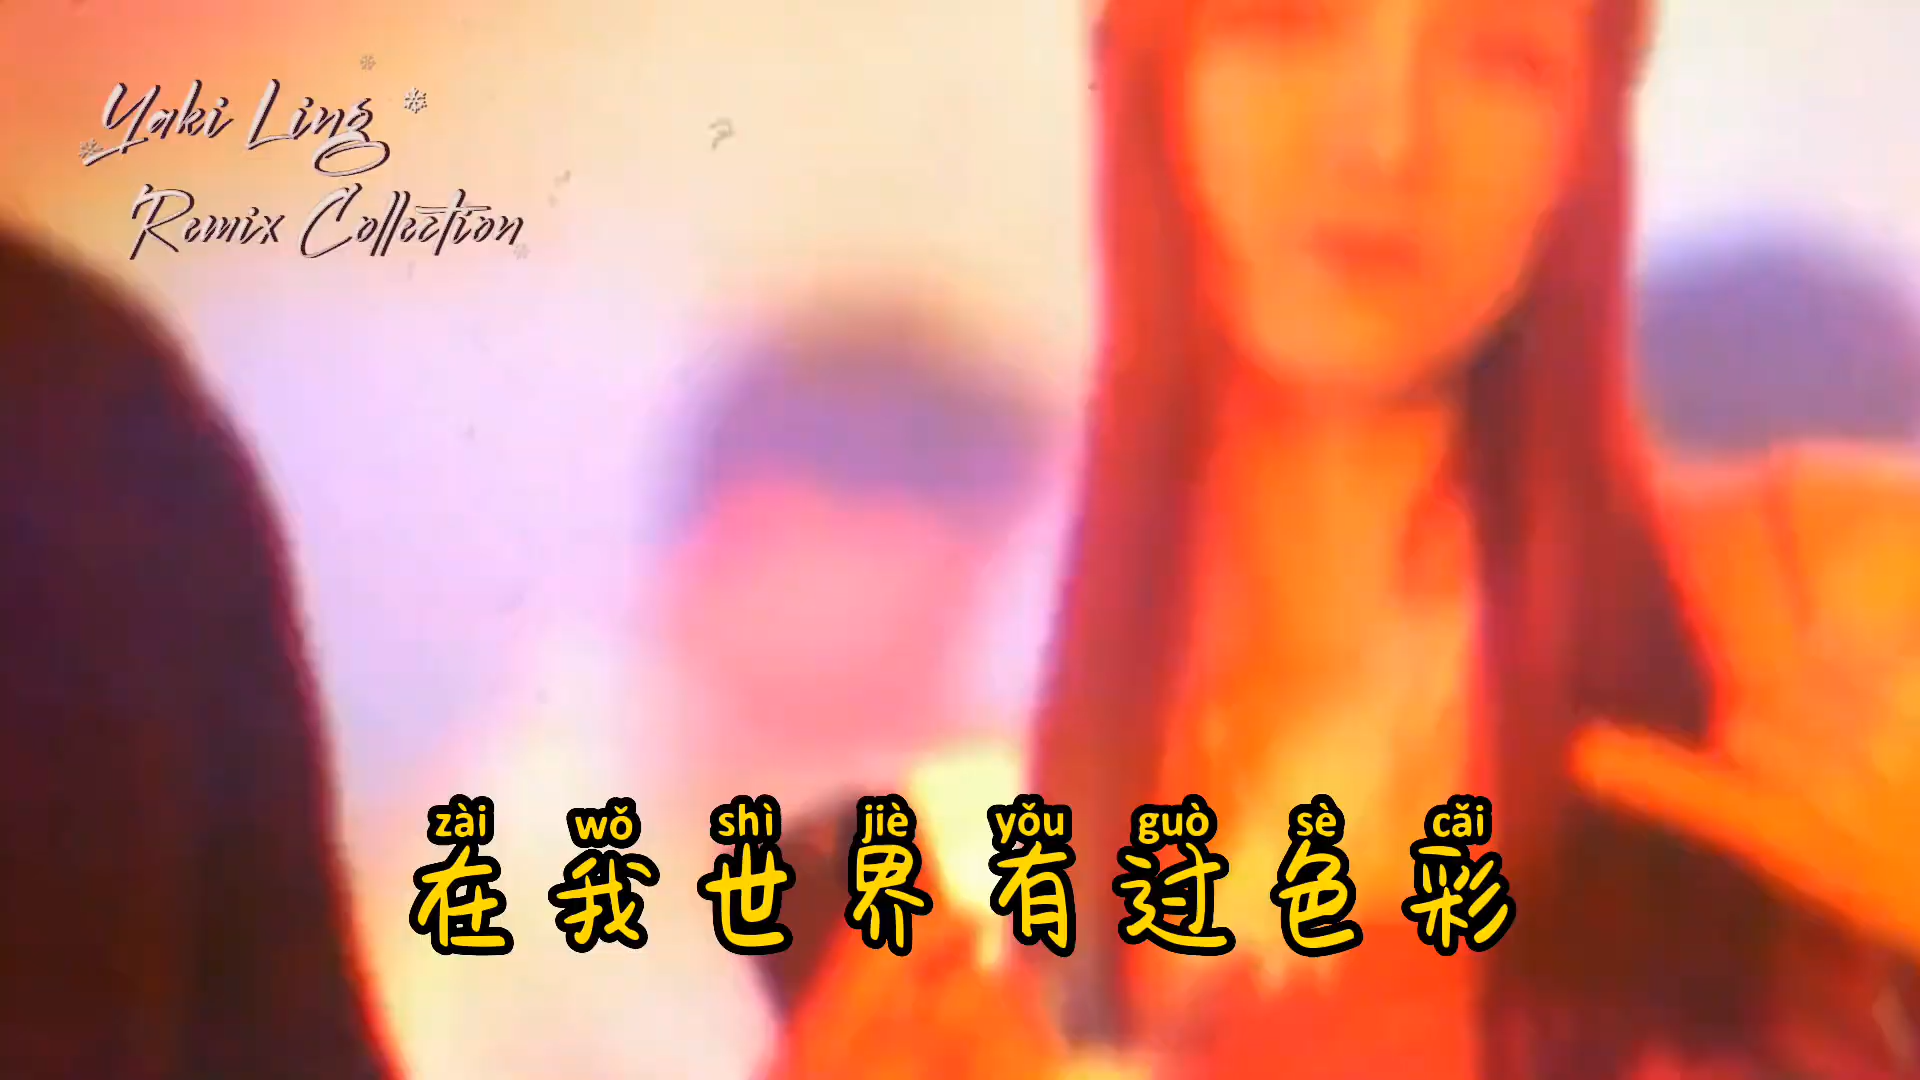 Yaki Ling
Remix Collection
zài wǒ shì jiè yǒu guò sè cǎi
在我世界有过色彩